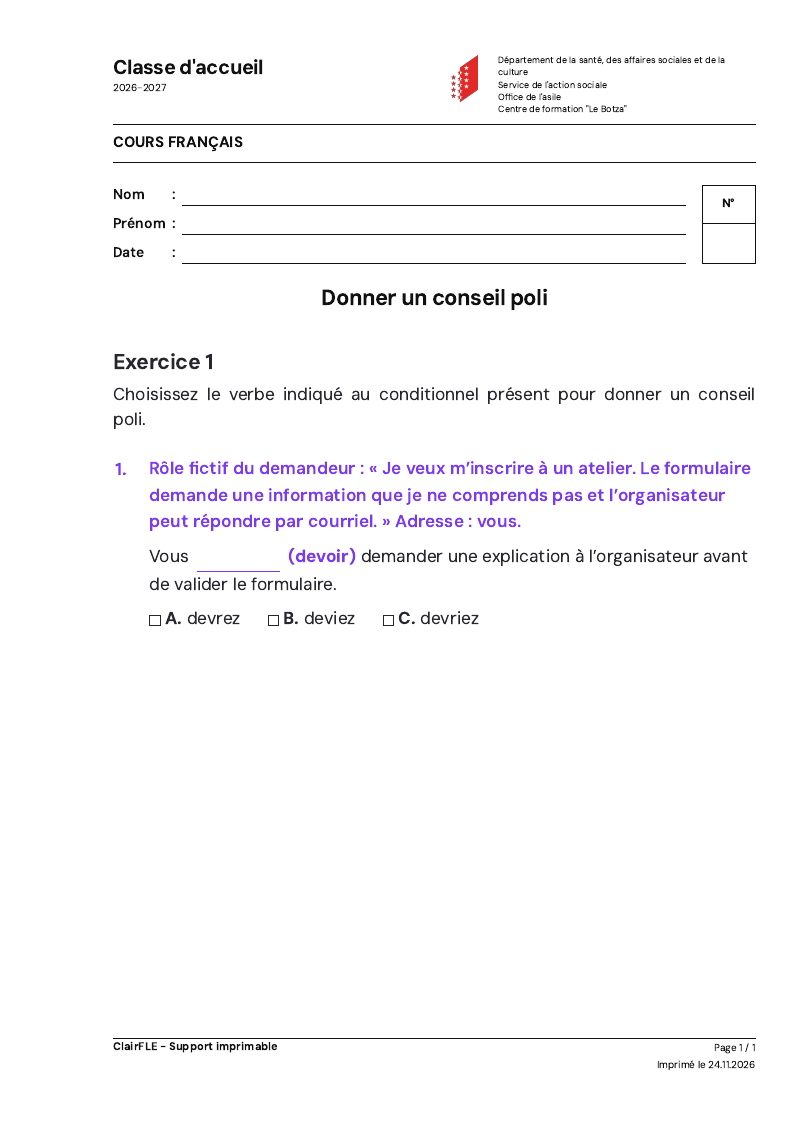 Classe d'accueil
2026-2027
Département de la santé, des affaires sociales et de la
culture
Service de l'action sociale
Office de l'asile
Centre de formation "Le Botza"
COURS FRANÇAIS
Nom :
Prénom :
Date :
N°
Donner un conseil poli
Exercice 1
Choisissez le verbe indiqué au conditionnel présent pour donner un conseil
poli.
1. Rôle fictif du demandeur : « Je veux m’inscrire à un atelier. Le formulaire
demande une information que je ne comprends pas et l’organisateur
peut répondre par courriel. » Adresse : vous.
Vous ________ (devoir) demander une explication à l’organisateur avant
de valider le formulaire.
□ A. devrez □ B. deviez □ C. devriez
ClairFLE - Support imprimable
Page 1 / 1
Imprimé le 24.11.2026